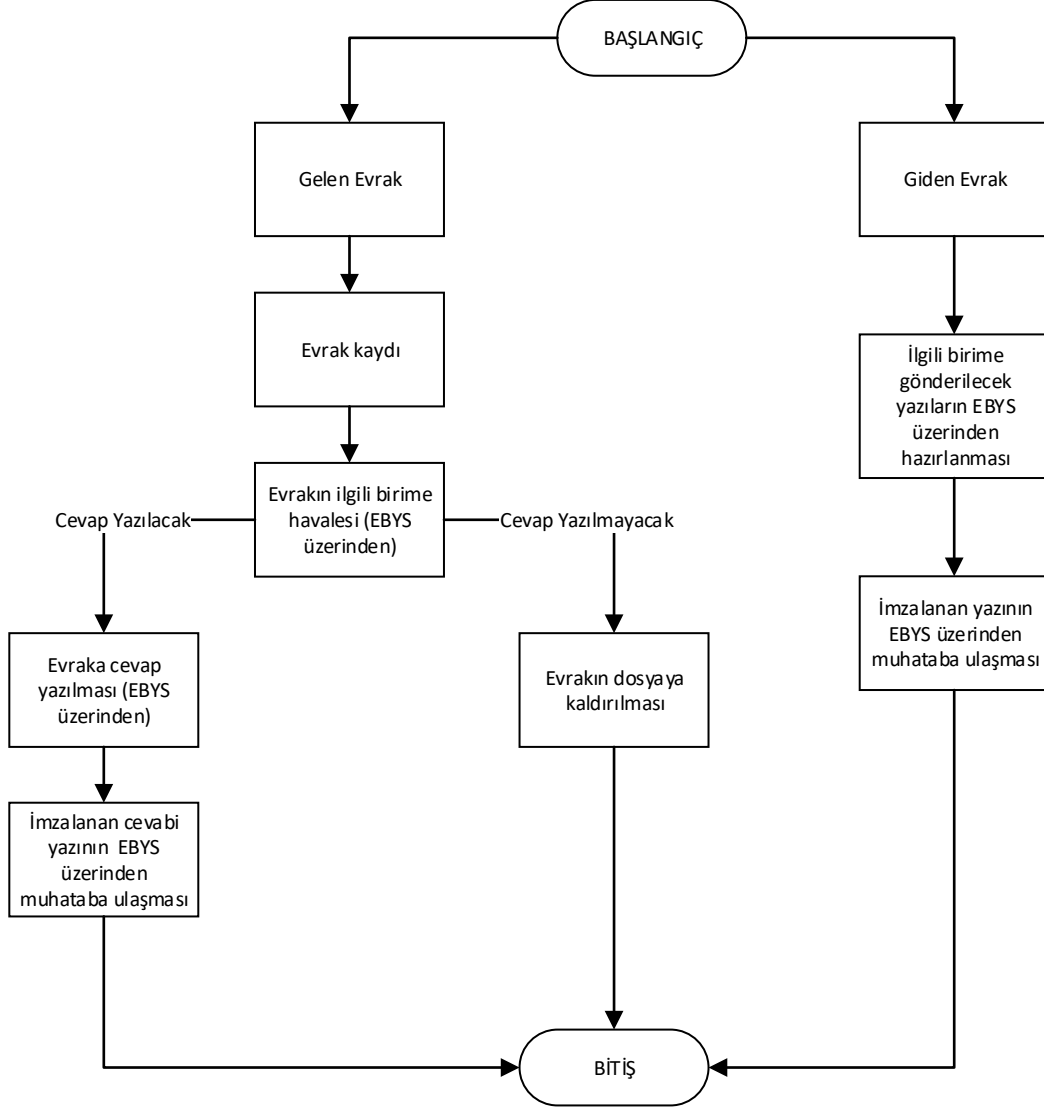 BAŞLANGIÇ
Gelen Evrak
Giden Evrak
Evrak kaydı
İlgili birime
gönderilecek
yazıların EBYS
üzerinden
hazırlanması
Evrakın ilgili birime
havalesi (EBYS
üzerinden)
Cevap Yazılacak
Cevap Yazılmayacak
İmzalanan yazının
EBYS üzerinden
muhataba ulaşması
Evraka cevap
yazılması (EBYS
üzerinden)
Evrakın dosyaya
kaldırılması
İmzalanan cevabi
yazının  EBYS
üzerinden
muhataba ulaşması
BİTİŞ